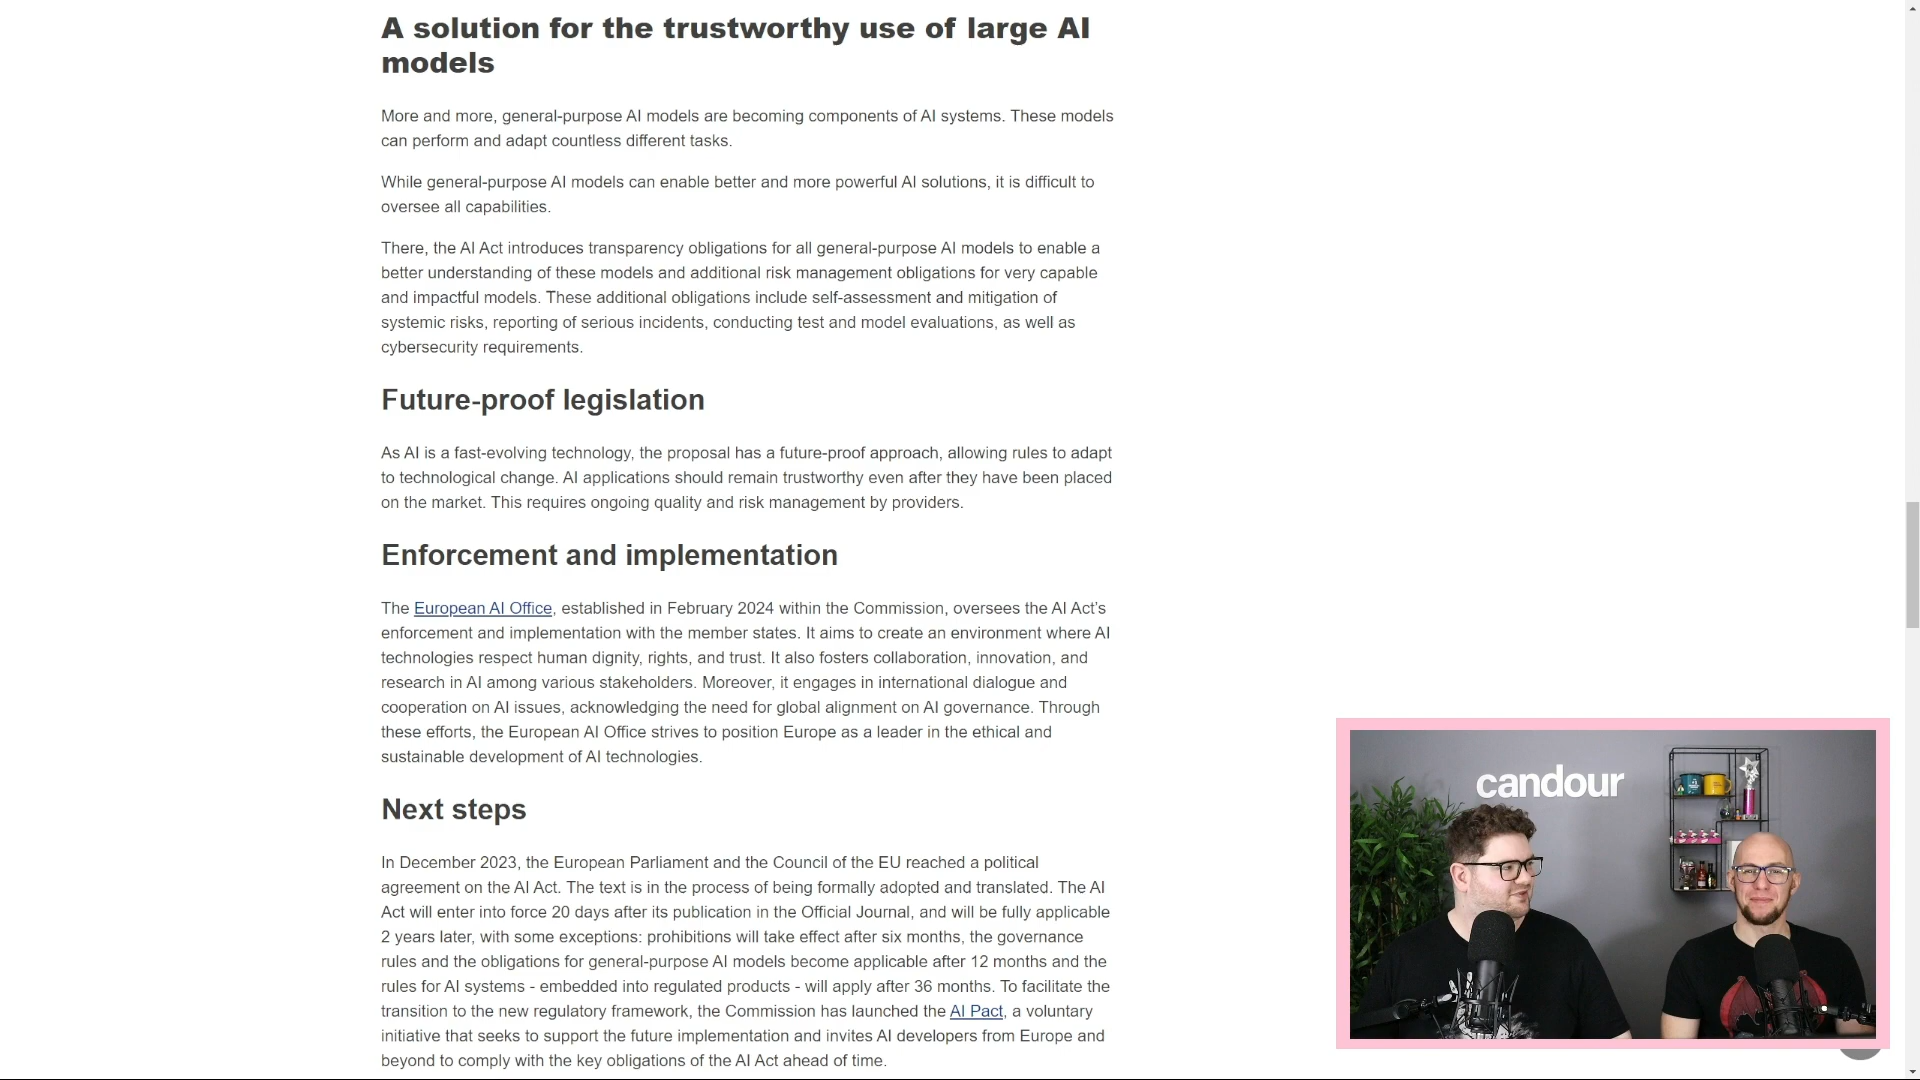 A solution for the trustworthy use of large AI
models
More and more, general-purpose AI models are becoming components of AI systems. These models
can perform and adapt countless different tasks.
While general-purpose AI models can enable better and more powerful AI solutions, it is difficult to
oversee all capabilities.
There, the AI Act introduces transparency obligations for all general-purpose AI models to enable a
better understanding of these models and additional risk management obligations for very capable
and impactful models. These additional obligations include self-assessment and mitigation of
systemic risks, reporting of serious incidents, conducting test and model evaluations, as well as
cybersecurity requirements.
Future-proof legislation
As AI is a fast-evolving technology, the proposal has a future-proof approach, allowing rules to adapt
to technological change. AI applications should remain trustworthy even after they have been placed
on the market. This requires ongoing quality and risk management by providers.
Enforcement and implementation
The European AI Office, established in February 2024 within the Commission, oversees the AI Act's
enforcement and implementation with the member states. It aims to create an environment where AI
technologies respect human dignity, rights, and trust. It also fosters collaboration, innovation, and
research in AI among various stakeholders. Moreover, it engages in international dialogue and
cooperation on AI issues, acknowledging the need for global alignment on AI governance. Through
these efforts, the European AI Office strives to position Europe as a leader in the ethical and
sustainable development of AI technologies.
Next steps
In December 2023, the European Parliament and the Council of the EU reached a political
agreement on the AI Act. The text is in the process of being formally adopted and translated. The AI
Act will enter into force 20 days after its publication in the Official Journal, and will be fully applicable
2 years later, with some exceptions: prohibitions will take effect after six months, the governance
rules and the obligations for general-purpose AI models become applicable after 12 months and the
rules for AI systems - embedded into regulated products - will apply after 36 months. To facilitate the
transition to the new regulatory framework, the Commission has launched the AI Pact, a voluntary
initiative that seeks to support the future implementation and invites AI developers from Europe and
beyond to comply with the key obligations of the AI Act ahead of time.
candour